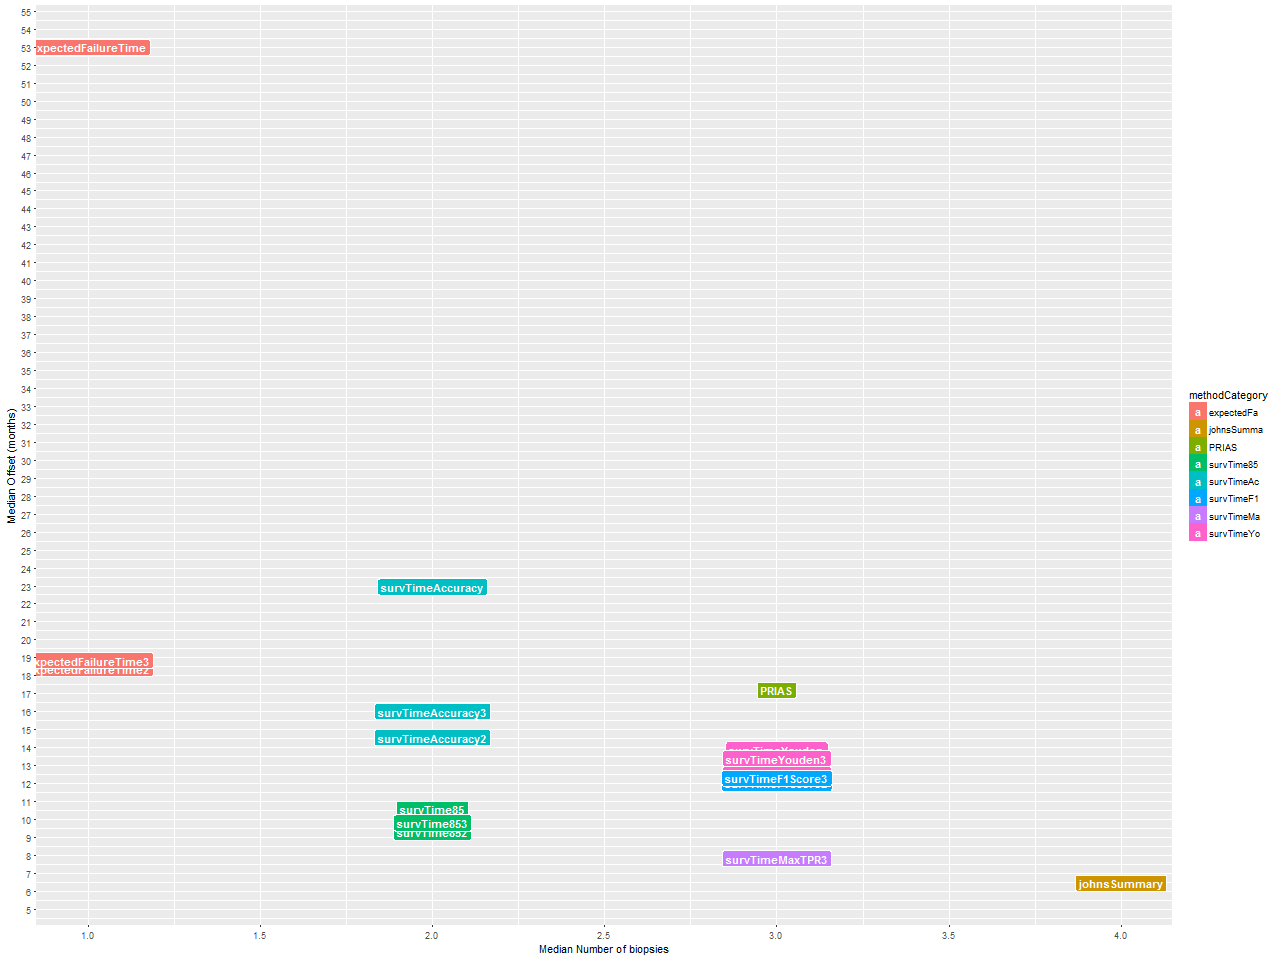 55
54
53
52
51
50
49
48
47
46
45
44
43
42
41
40
39
38
37
36
35
34
33
32
31
30
29
28
27
26
25
24
23
22
21
20
19
18
17
16
15
14
13
12
11
10
9
8
7
6
5
Median Offset (months)
xpectedFailureTime
survTimeAccuracy
xpectedFailureTime3
xpectedFailureTime2
PRIAS
survTimeAccuracy3
survTimeAccuracy2
survTimeYouden
survTimeYouden3
survTimeF1Score3
survTime85
survTime853
survTime852
survTimeMaxTPR3
johnsSummary
1.0 1.5 2.0 2.5 3.0 3.5 4.0
Median Number of biopsies
methodCategory
a expectedFa
a johnsSumma
a PRIAS
a survTime85
a survTimeAc
a survTimeF1
a survTimeMa
a survTimeYo